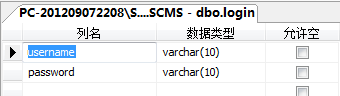 PC-201209072208\S....SCMS - dbo.login
列名 数据类型 允许空
username varchar(10)
password varchar(10)